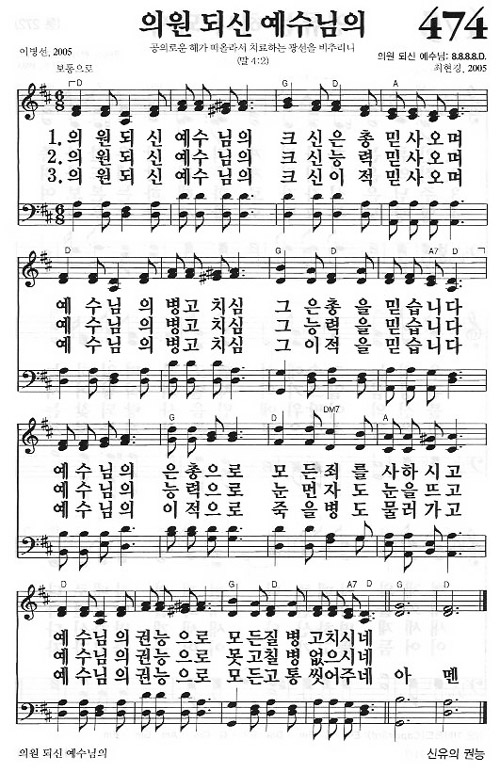 의원 되신 예수님의 474
이명선, 2005
공의로운 해가 떠올라서 치료하는 광선을 비추리니
(말 4:2)
의원 되신 예수님: 8.8.8.8.D.
최현경, 2005
보통으로
D G D A
1. 의 원 되 신 예 수 님 의 크 신 은 총 믿 사 오 며
2. 의 원 되 신 예 수 님 의 크 신 능 력 믿 사 오 며
3. 의 원 되 신 예 수 님 의 크 신 이 적 믿 사 오 며
D G D A7 D
예 수 님 의 병 고 치 심 그 은 총 을 믿 습 니 다
예 수 님 의 병 고 치 심 그 능 력 을 믿 습 니 다
예 수 님 의 병 고 치 심 그 이 적 을 믿 습 니 다
D G D DM7 A
예 수 님 의 은 총 으 로 모 든 죄 를 사 하 시 고
예 수 님 의 능 력 으 로 눈 먼 자 도 눈 을 뜨 고
예 수 님 의 이 적 으 로 죽 을 병 도 물 러 가 고
D G D A7 D G D
예 수 님 의 권 능 으 로 모 든 질 병 고 치 시 네
예 수 님 의 권 능 으 로 못 고 칠 병 없 으 시 네
예 수 님 의 권 능 으 로 모 든 고 통 씻 어 주 네 아 멘
의원 되신 예수님의 신유의 권능